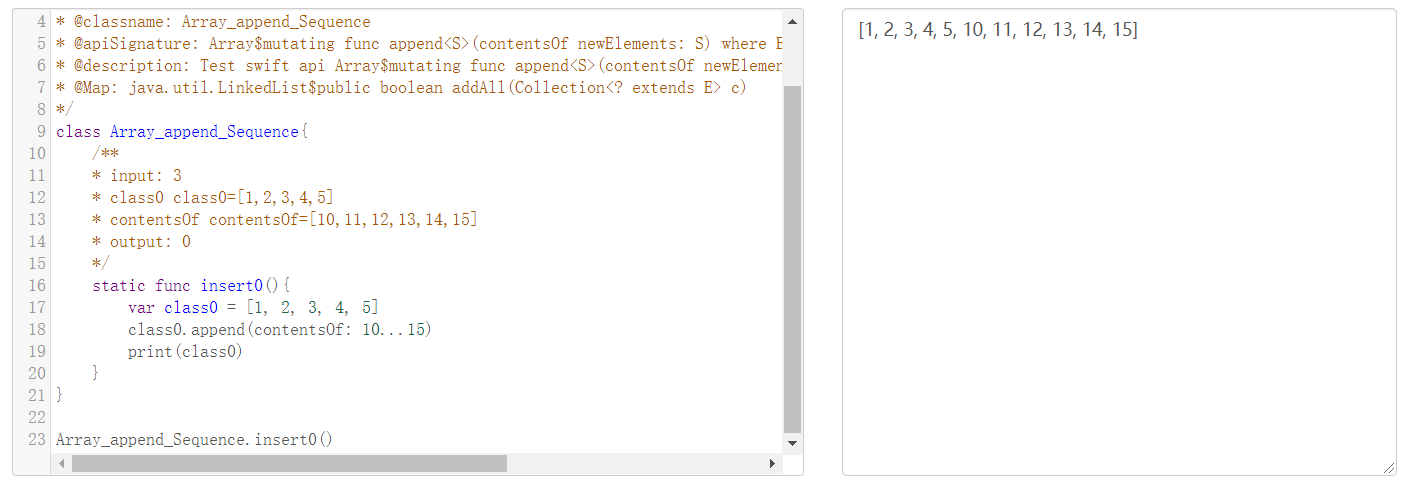 4 * @classname: Array_append_Sequence
5 * @apiSignature: Array$mutating func append<S>(contentsOf newElements: S) where E
6 * @description: Test swift api Array$mutating func append<S>(contentsOf newElemen
7 * @Map: java.util.LinkedList$public boolean addAll(Collection<? extends E> c)
8 */
9 class Array_append_Sequence{
10 /**
11 * input: 3
12 * class0 class0=[1,2,3,4,5]
13 * contentsOf contentsOf=[10,11,12,13,14,15]
14 * output: 0
15 */
16 static func insert0(){
17 var class0 = [1, 2, 3, 4, 5]
18 class0.append(contentsOf: 10...15)
19 print(class0)
20 }
21 }
22
23 Array_append_Sequence.insert0()
[1, 2, 3, 4, 5, 10, 11, 12, 13, 14, 15]